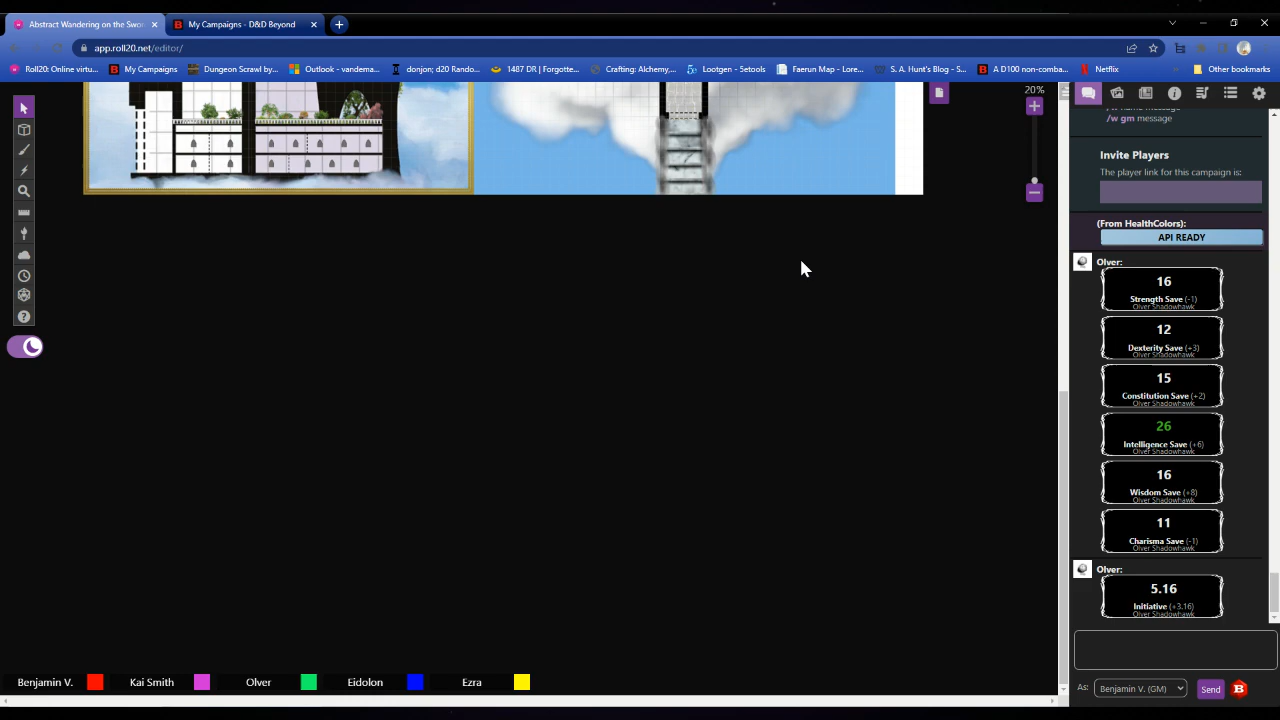 Abstract Wandering on the Swor
My Campaigns - D&D Beyond
app.roll20.net/editor/
Roll20: Online virtu...
My Campaigns
Dungeon Scrawl by...
Outlook - vandema...
donjon; d20 Rando...
1487 DR | Forgotte...
Crafting: Alchemy,...
Lootgen - 5etools
Faerun Map - Lore...
S. A. Hunt's Blog - S...
A D100 non-comba...
Netflix
Other bookmarks
20%
/w gm message
Invite Players
The player link for this campaign is:
(From HealthColors):
API READY
Olver:
16
Strength Save (-1)
Olver Shadowhawk
12
Dexterity Save (+3)
Olver Shadowhawk
15
Constitution Save (+2)
Olver Shadowhawk
26
Intelligence Save (+6)
Olver Shadowhawk
16
Wisdom Save (+8)
Olver Shadowhawk
11
Charisma Save (-1)
Olver Shadowhawk
Olver:
5.16
Initiative (+3.16)
Olver Shadowhawk
Benjamin V.
Kai Smith
Olver
Eidolon
Ezra
As:
Benjamin V. (GM)
Send